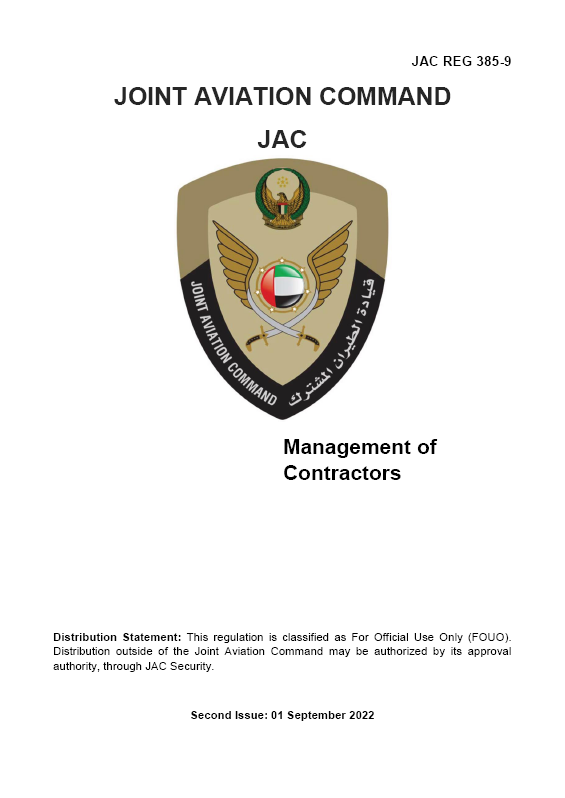 JAC REG 385-9
JOINT AVIATION COMMAND
JAC
JOINT AVIATION COMMAND
قيادة الطيران المشترك
Management of
Contractors
Distribution Statement: This regulation is classified as For Official Use Only (FOUO).
Distribution outside of the Joint Aviation Command may be authorized by its approval
authority, through JAC Security.
Second Issue: 01 September 2022